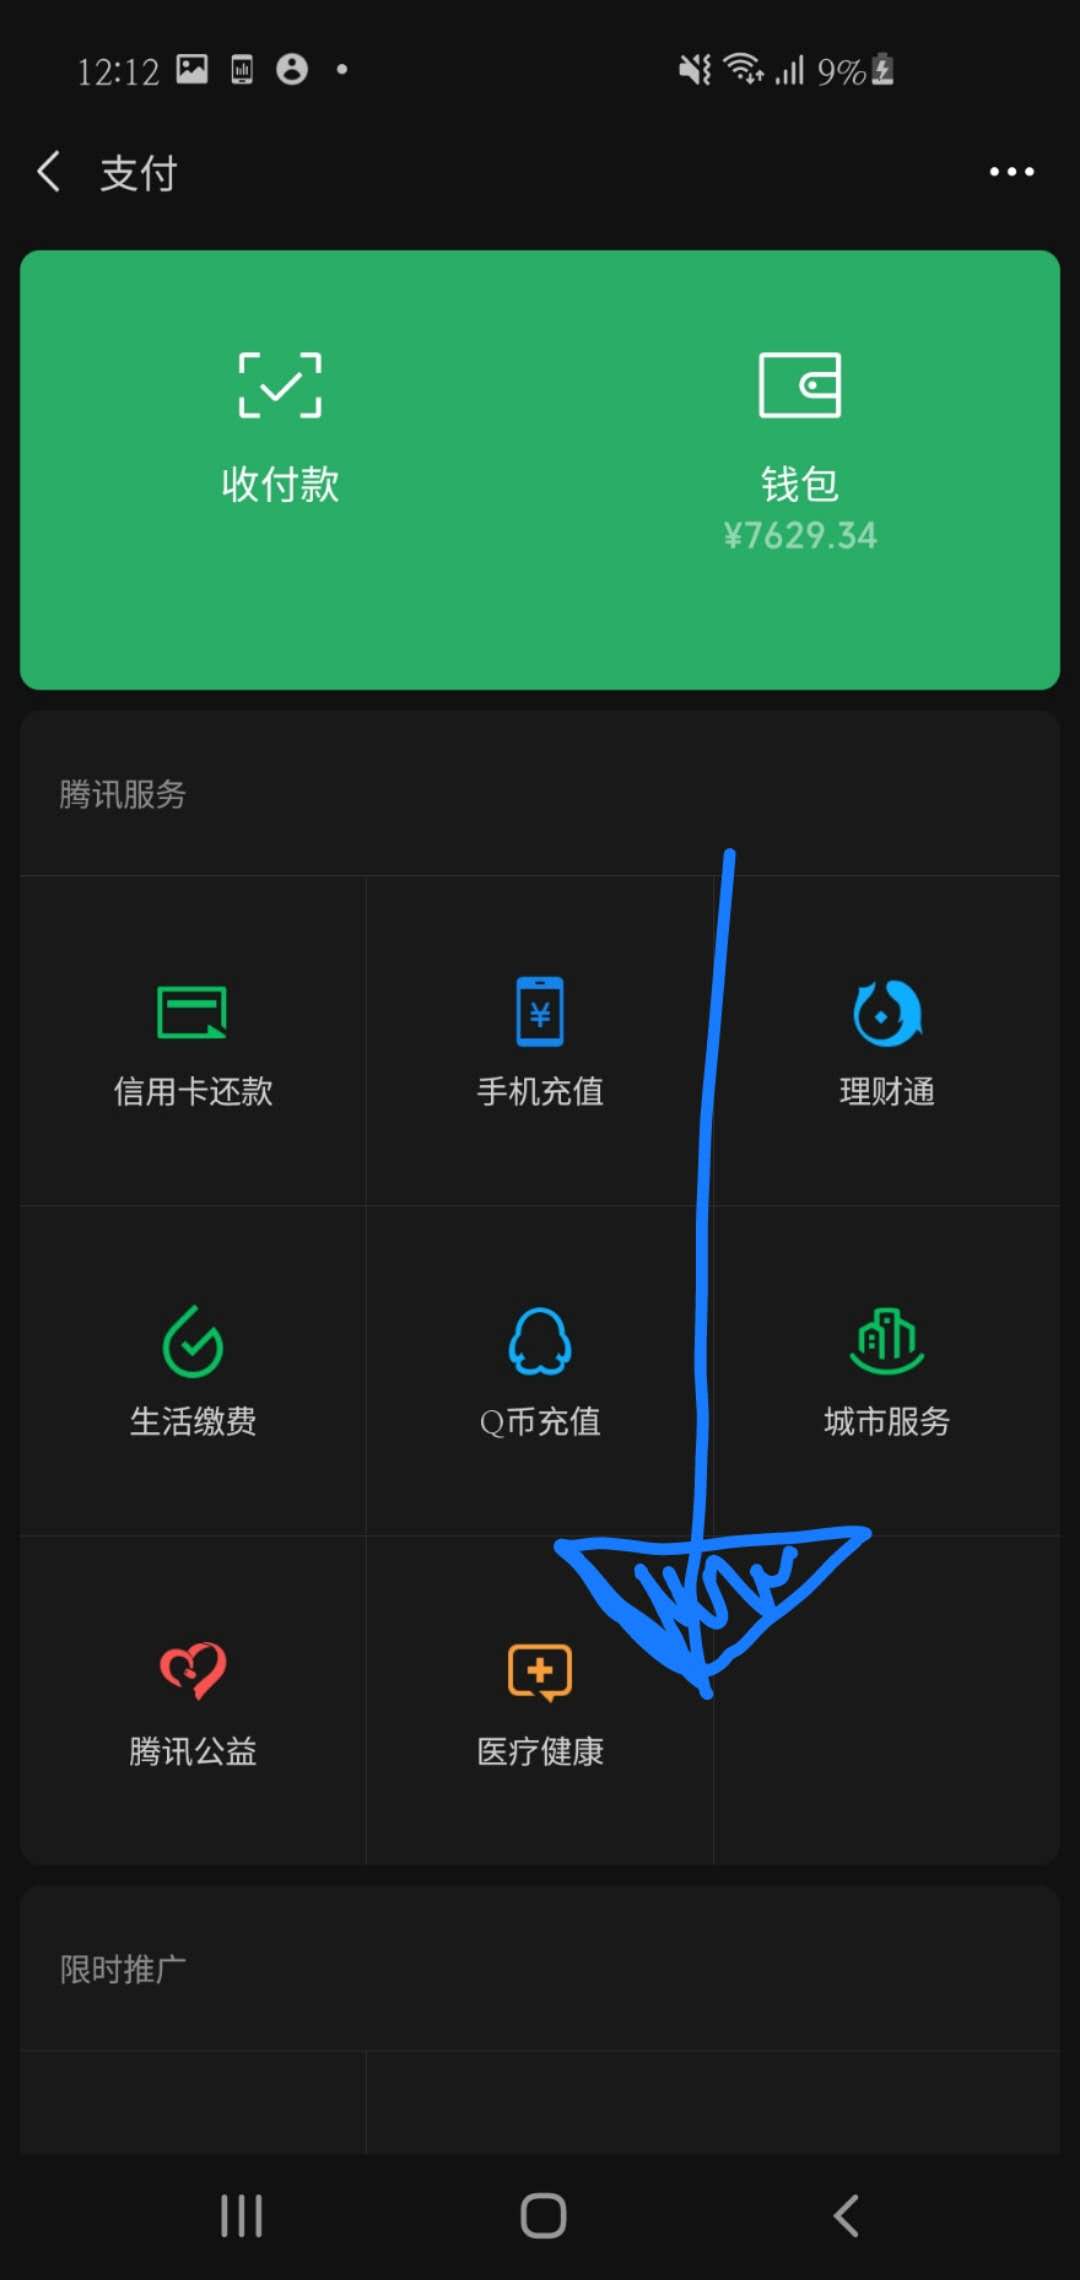 12:12 9%
支付
收付款 钱包
¥7629.34
腾讯服务
信用卡还款 手机充值 理财通
生活缴费 Q币充值 城市服务
腾讯公益 医疗健康
限时推广